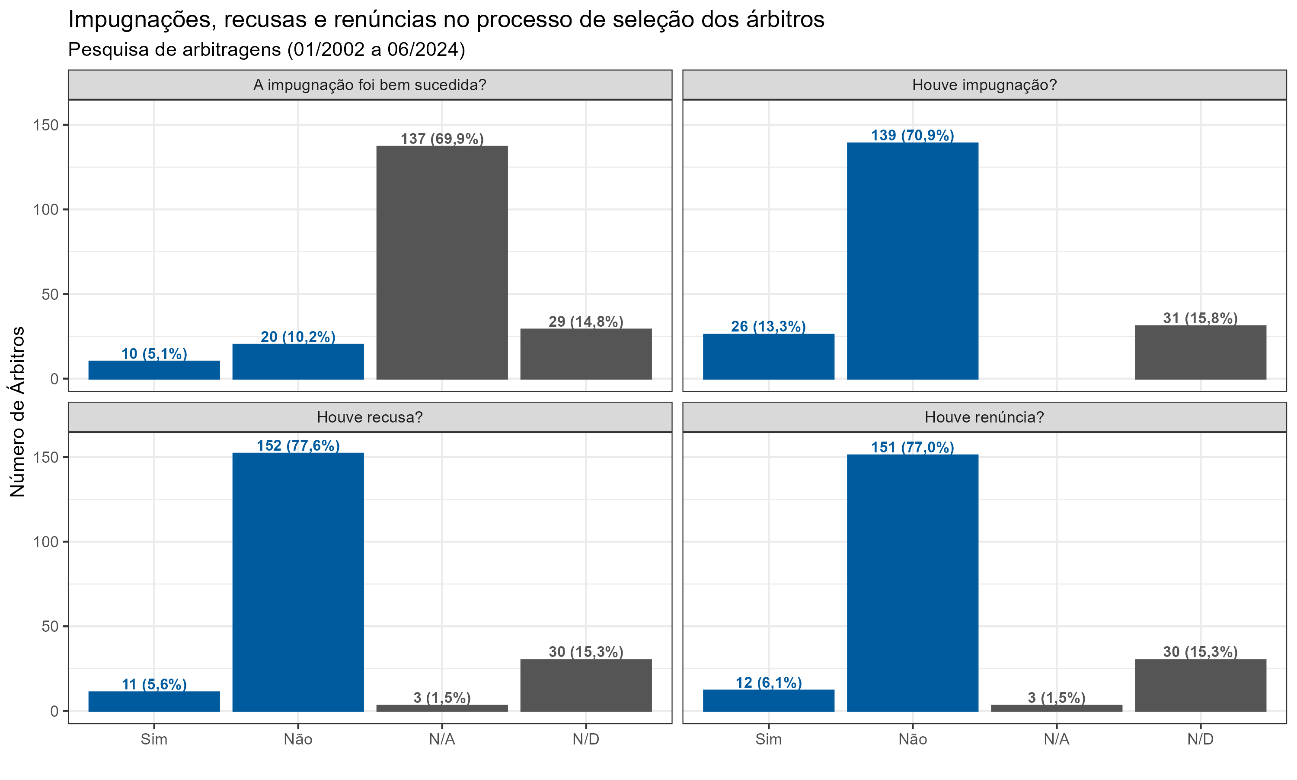 Impugnações, recusas e renúncias no processo de seleção dos árbitros
Pesquisa de arbitragens (01/2002 a 06/2024)
Número de Árbitros
A impugnação foi bem sucedida?
150
100
50
0
10 (5,1%)
20 (10,2%)
137 (69,9%)
29 (14,8%)
Houve impugnação?
26 (13,3%)
139 (70,9%)
31 (15,8%)
Houve recusa?
150
100
50
0
11 (5,6%)
152 (77,6%)
3 (1,5%)
30 (15,3%)
Sim
Não
N/A
N/D
Houve renúncia?
12 (6,1%)
151 (77,0%)
3 (1,5%)
30 (15,3%)
Sim
Não
N/A
N/D